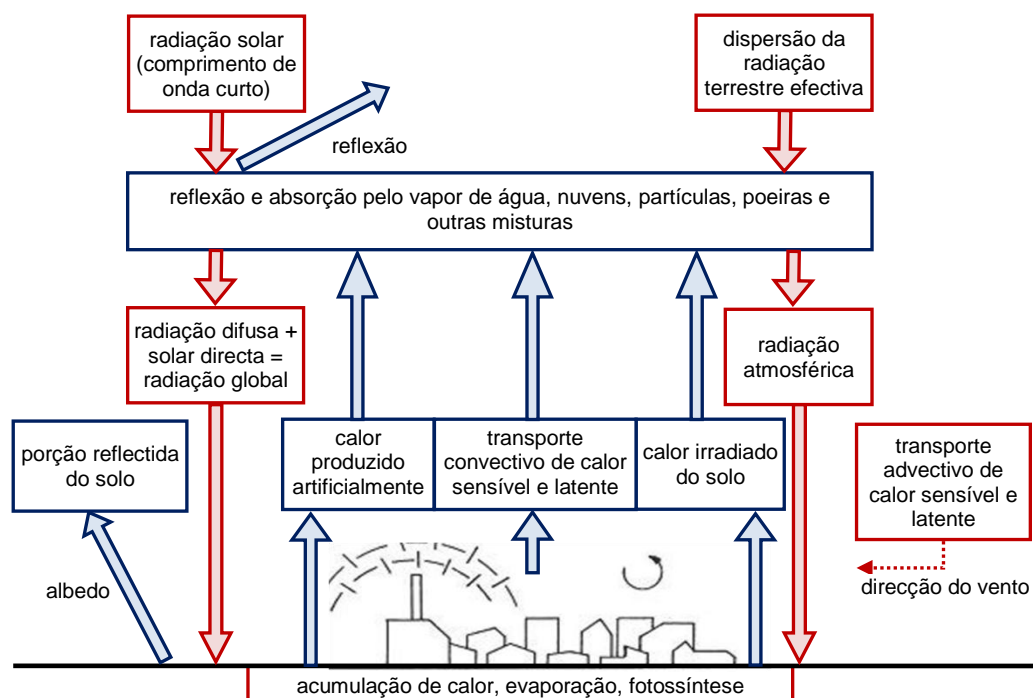 radiação solar
(comprimento de
onda curto)
dispersão da
radiação
terrestre efectiva
reflexão
reflexão e absorção pelo vapor de água, nuvens, partículas, poeiras e
outras misturas
radiação difusa +
solar directa =
radiação global
radiação
atmosférica
porção reflectida
do solo
calor
produzido
artificialmente
transporte
convectivo de calor
sensível e latente
calor irradiado
do solo
transporte
advectivo de
calor sensível e
latente
albedo
direcção do vento
acumulação de calor, evaporação, fotossíntese